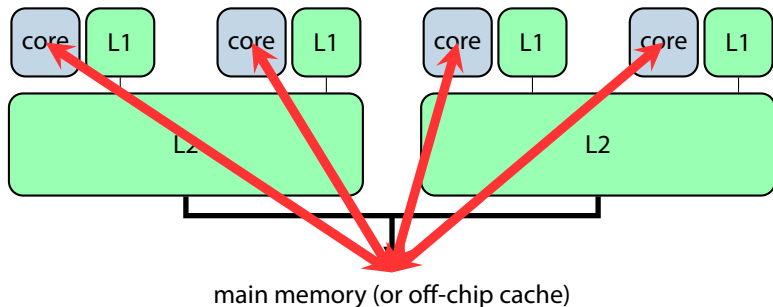 core L1 core L1 core L1 core L1
L2 L2
main memory (or off-chip cache)